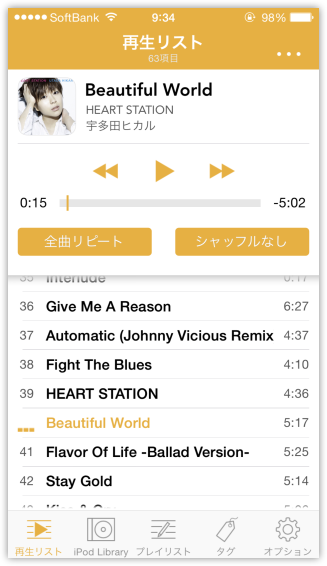 SoftBank 9:34 98%
再生リスト
63項目
Beautiful World
HEART STATION
宇多田ヒカル
0:15 -5:02
全曲リピート シャッフルなし
35 Interlude 0:17
36 Give Me A Reason 6:27
37 Automatic (Johnny Vicious Remix 4:37
38 Fight The Blues 4:10
39 HEART STATION 4:36
Beautiful World 5:17
41 Flavor Of Life -Ballad Version- 5:25
42 Stay Gold 5:14
再生リスト iPod Library プレイリスト タグ オプション